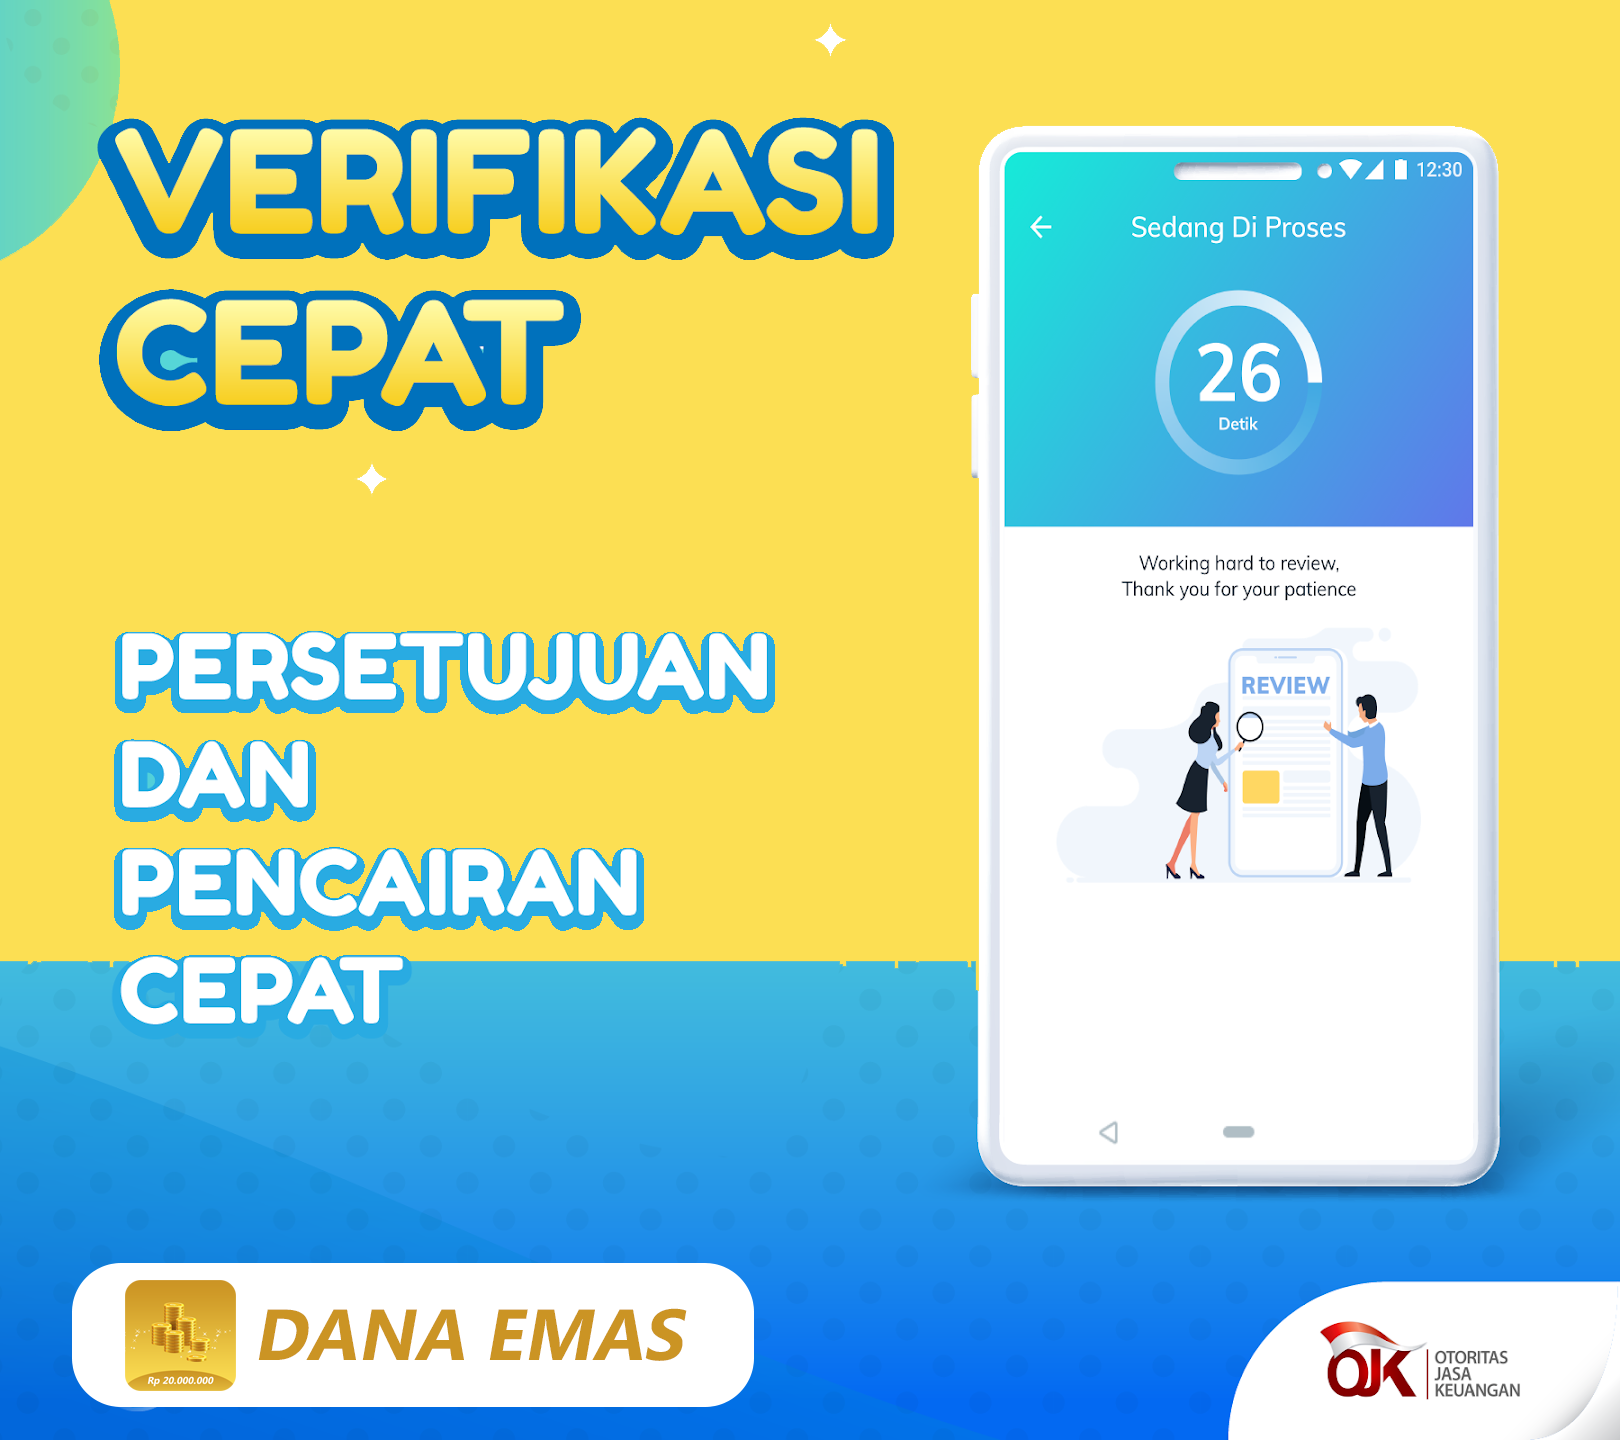 VERIFIKASI
CEPAT
PERSETUJUAN
DAN
PENCAIRAN
CEPAT
12:30
Sedang Di Proses
26
Detik
Working hard to review,
Thank you for your patience
REVIEW
Rp 20.000.000
DANA EMAS
OJK
OTORITAS
JASA
KEUANGAN